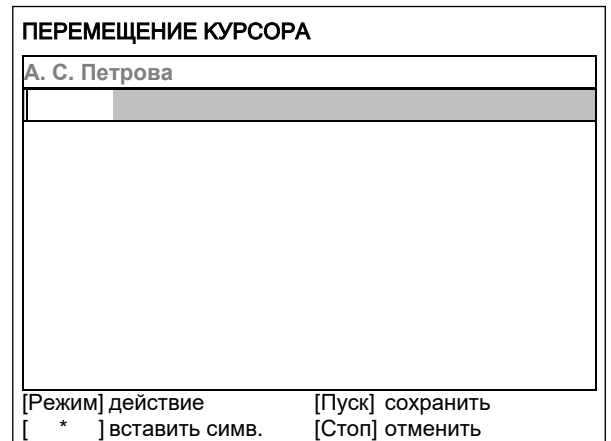 ПЕРЕМЕЩЕНИЕ КУРСОРА
А. С. Петрова
[Режим] действие [Пуск] сохранить
[ * ] вставить симв. [Стоп] отменить